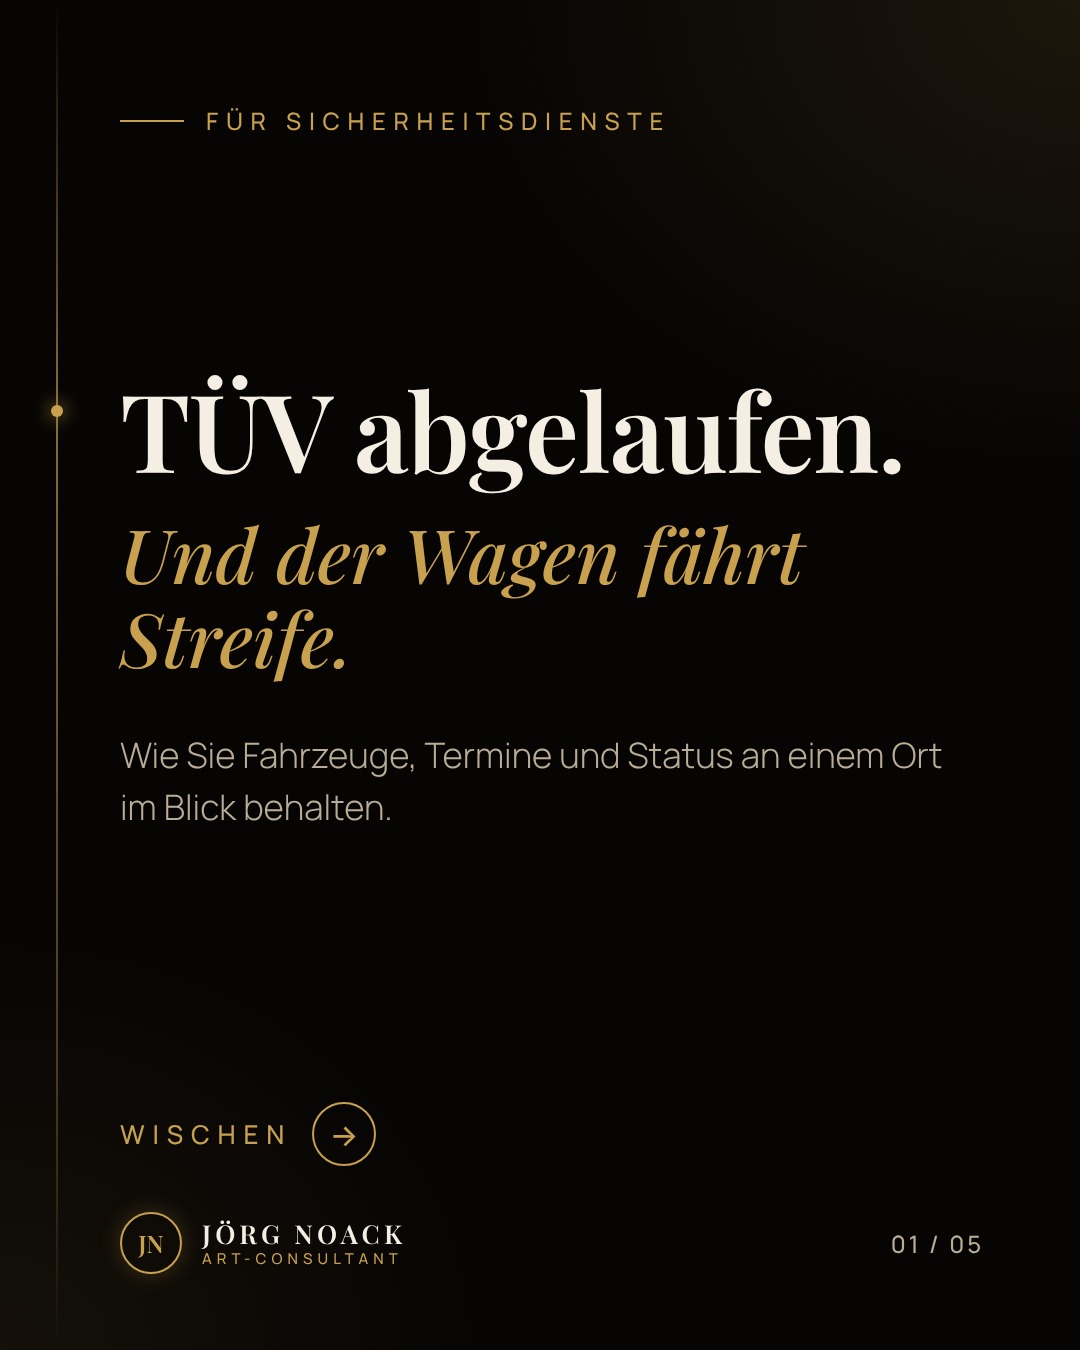 FÜR SICHERHEITSDIENSTE
TÜV abgelaufen.
Und der Wagen fährt
Streife.
Wie Sie Fahrzeuge, Termine und Status an einem Ort
im Blick behalten.
WISCHEN →
JN
JÖRG NOACK
ART-CONSULTANT
01 / 05